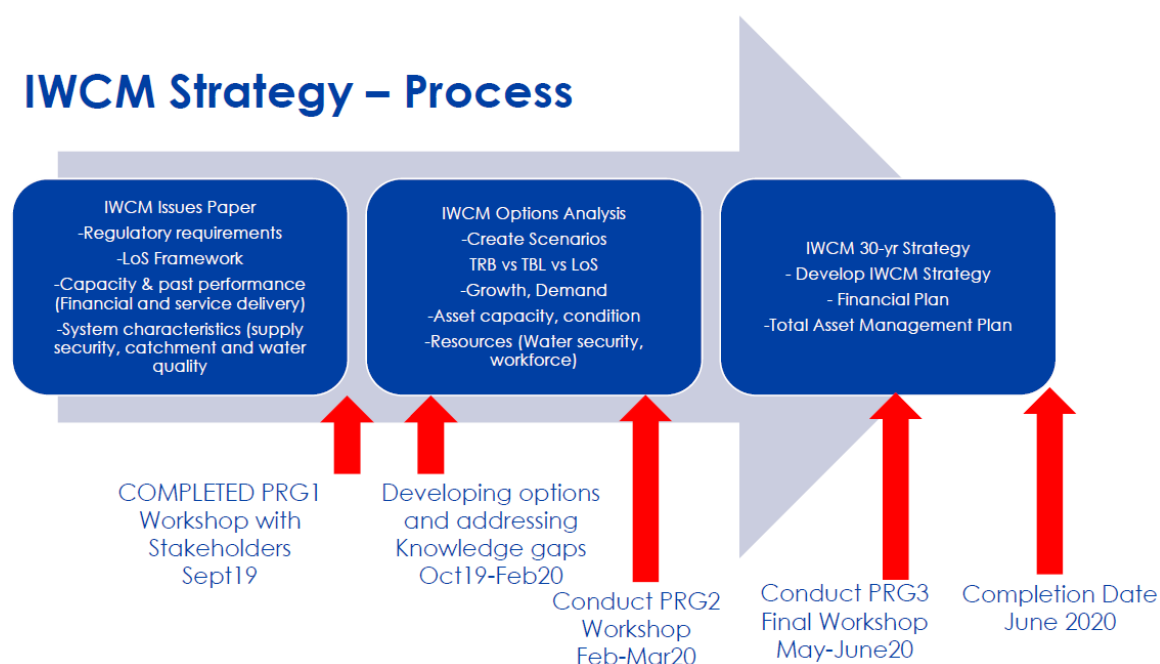 IWCM Strategy – Process
IWCM Issues Paper
-Regulatory requirements
-LoS Framework
-Capacity & past performance
(Financial and service delivery)
-System characteristics (supply
security, catchment and water
quality
IWCM Options Analysis
-Create Scenarios
TRB vs TBL vs LoS
-Growth, Demand
-Asset capacity, condition
-Resources (Water security,
workforce)
IWCM 30-yr Strategy
- Develop IWCM Strategy
- Financial Plan
-Total Asset Management Plan
COMPLETED PRG1
Workshop with
Stakeholders
Sept19
Developing options
and addressing
Knowledge gaps
Oct19-Feb20
Conduct PRG2
Workshop
Feb-Mar20
Conduct PRG3
Final Workshop
May-June20
Completion Date
June 2020